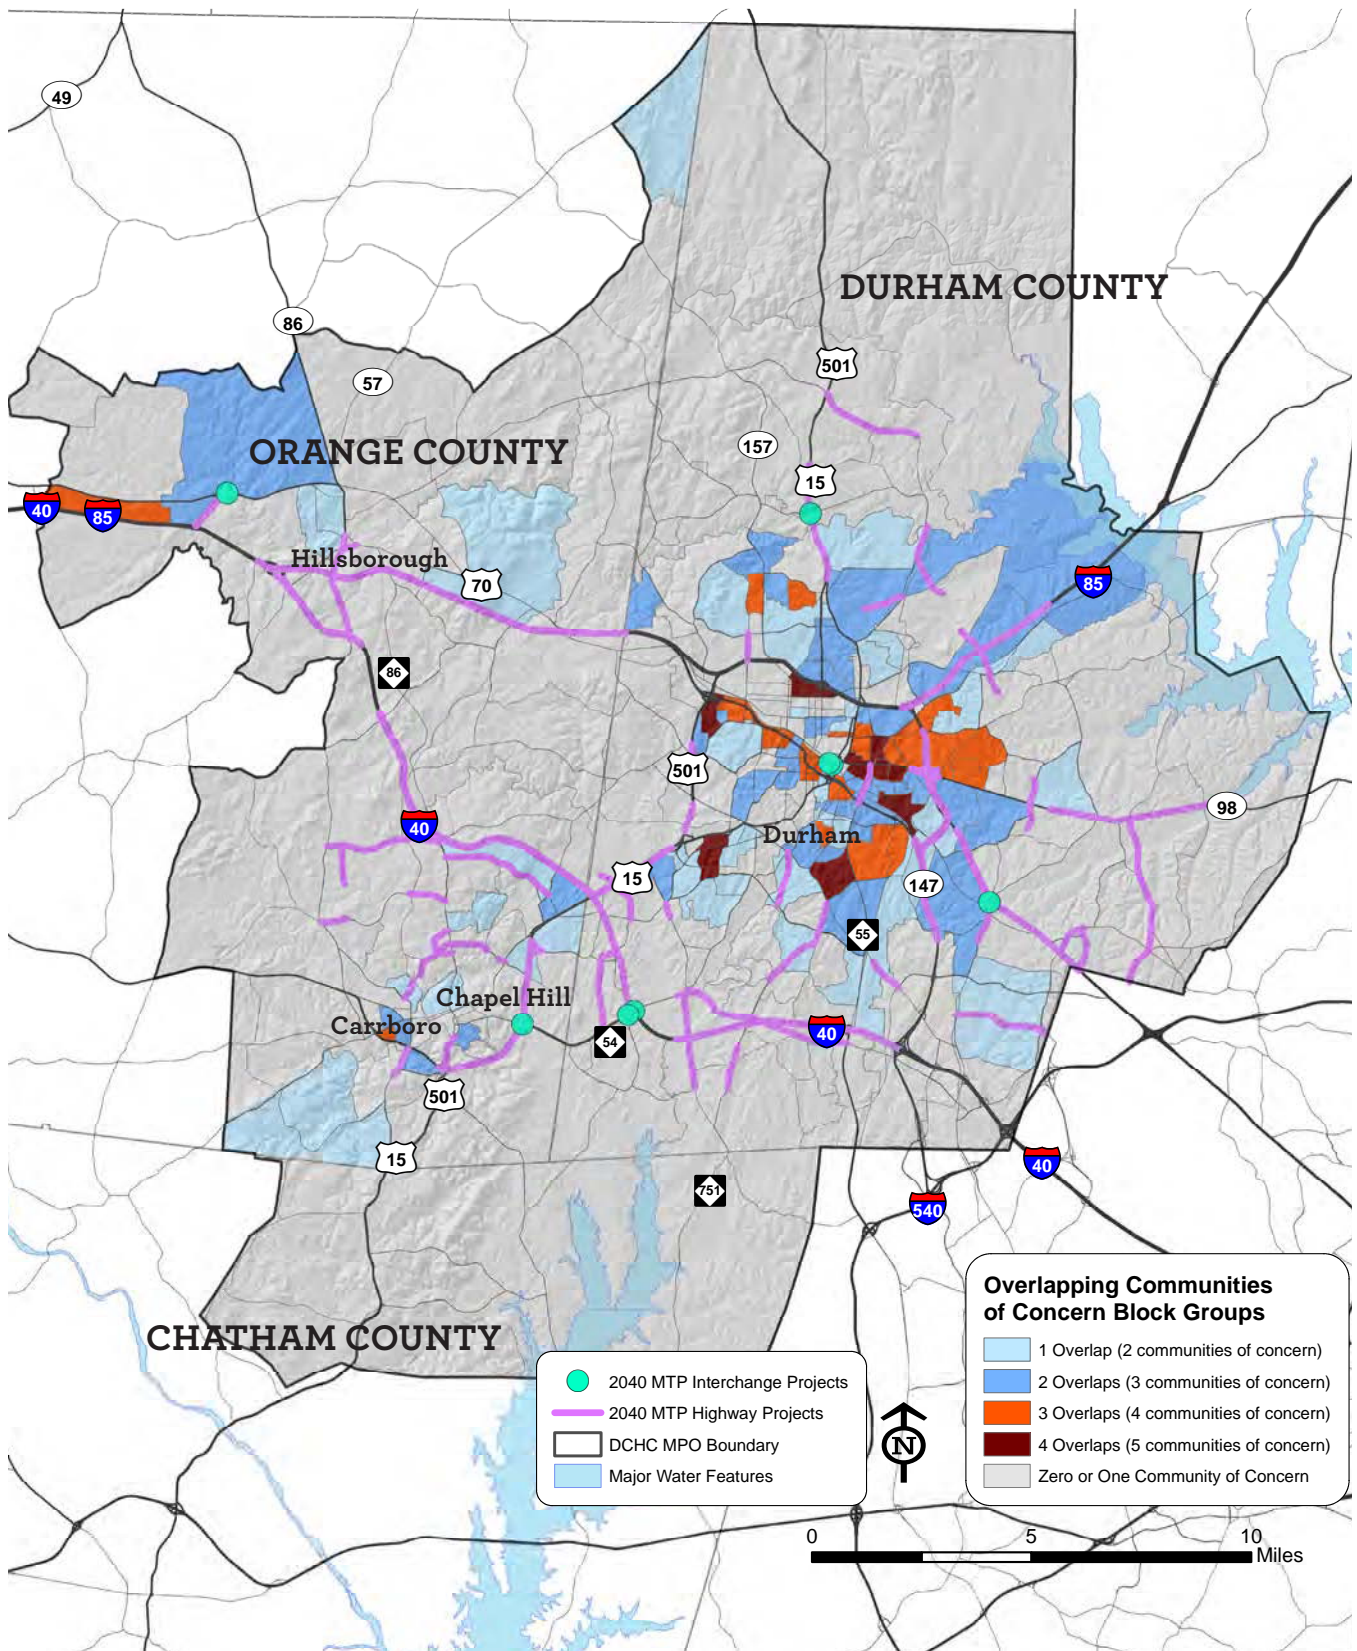 49
DURHAM COUNTY
86
501
57
157
ORANGE COUNTY
15
40
85
Hillsborough
70
85
86
501
98
40
Durham
15
147
55
Chapel Hill
Carrboro
54
40
501
15
40
751
540
CHATHAM COUNTY
Overlapping Communities
of Concern Block Groups
1 Overlap (2 communities of concern)
2 Overlaps (3 communities of concern)
3 Overlaps (4 communities of concern)
4 Overlaps (5 communities of concern)
Zero or One Community of Concern
2040 MTP Interchange Projects
2040 MTP Highway Projects
DCHC MPO Boundary
Major Water Features
N
0 5 10
Miles